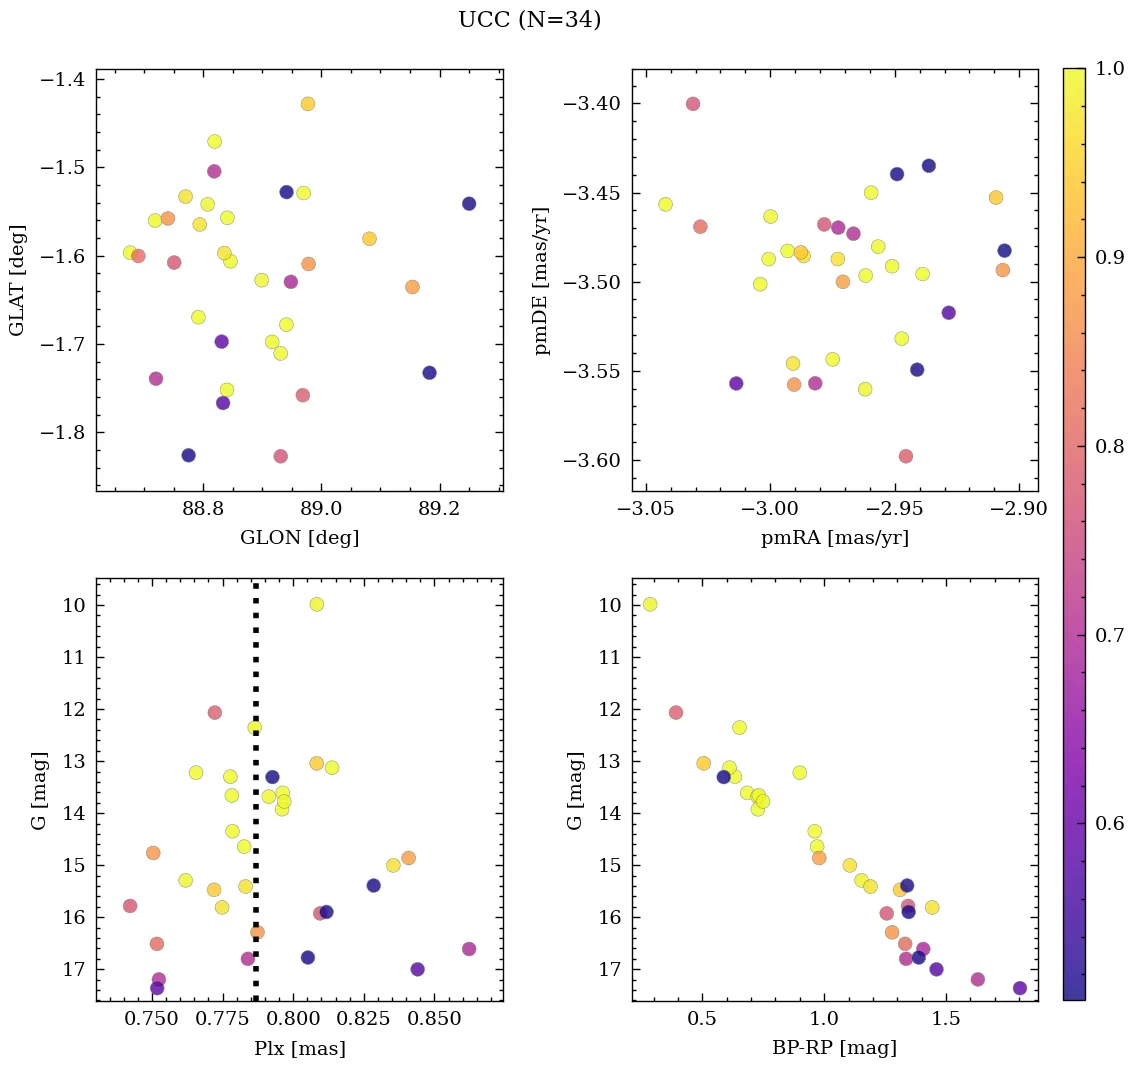 UCC (N=34)
−1.4
−1.5
−1.6
−1.7
−1.8
GLAT [deg]
88.8 89.0 89.2
GLON [deg]
−3.40
−3.45
−3.50
−3.55
−3.60
pmDE [mas/yr]
−3.05 −3.00 −2.95 −2.90
pmRA [mas/yr]
10
11
12
13
14
15
16
17
G [mag]
0.750 0.775 0.800 0.825 0.850
Plx [mas]
10
11
12
13
14
15
16
17
G [mag]
0.5 1.0 1.5
BP-RP [mag]
1.0
0.9
0.8
0.7
0.6